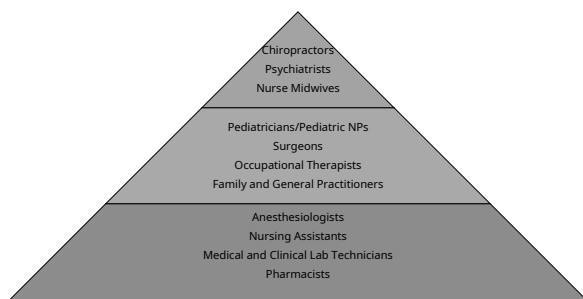 Chiropractors
Psychiatrists
Nurse Midwives
Pediatricians/Pediatric NPs
Surgeons
Occupational Therapists
Family and General Practitioners
Anesthesiologists
Nursing Assistants
Medical and Clinical Lab Technicians
Pharmacists